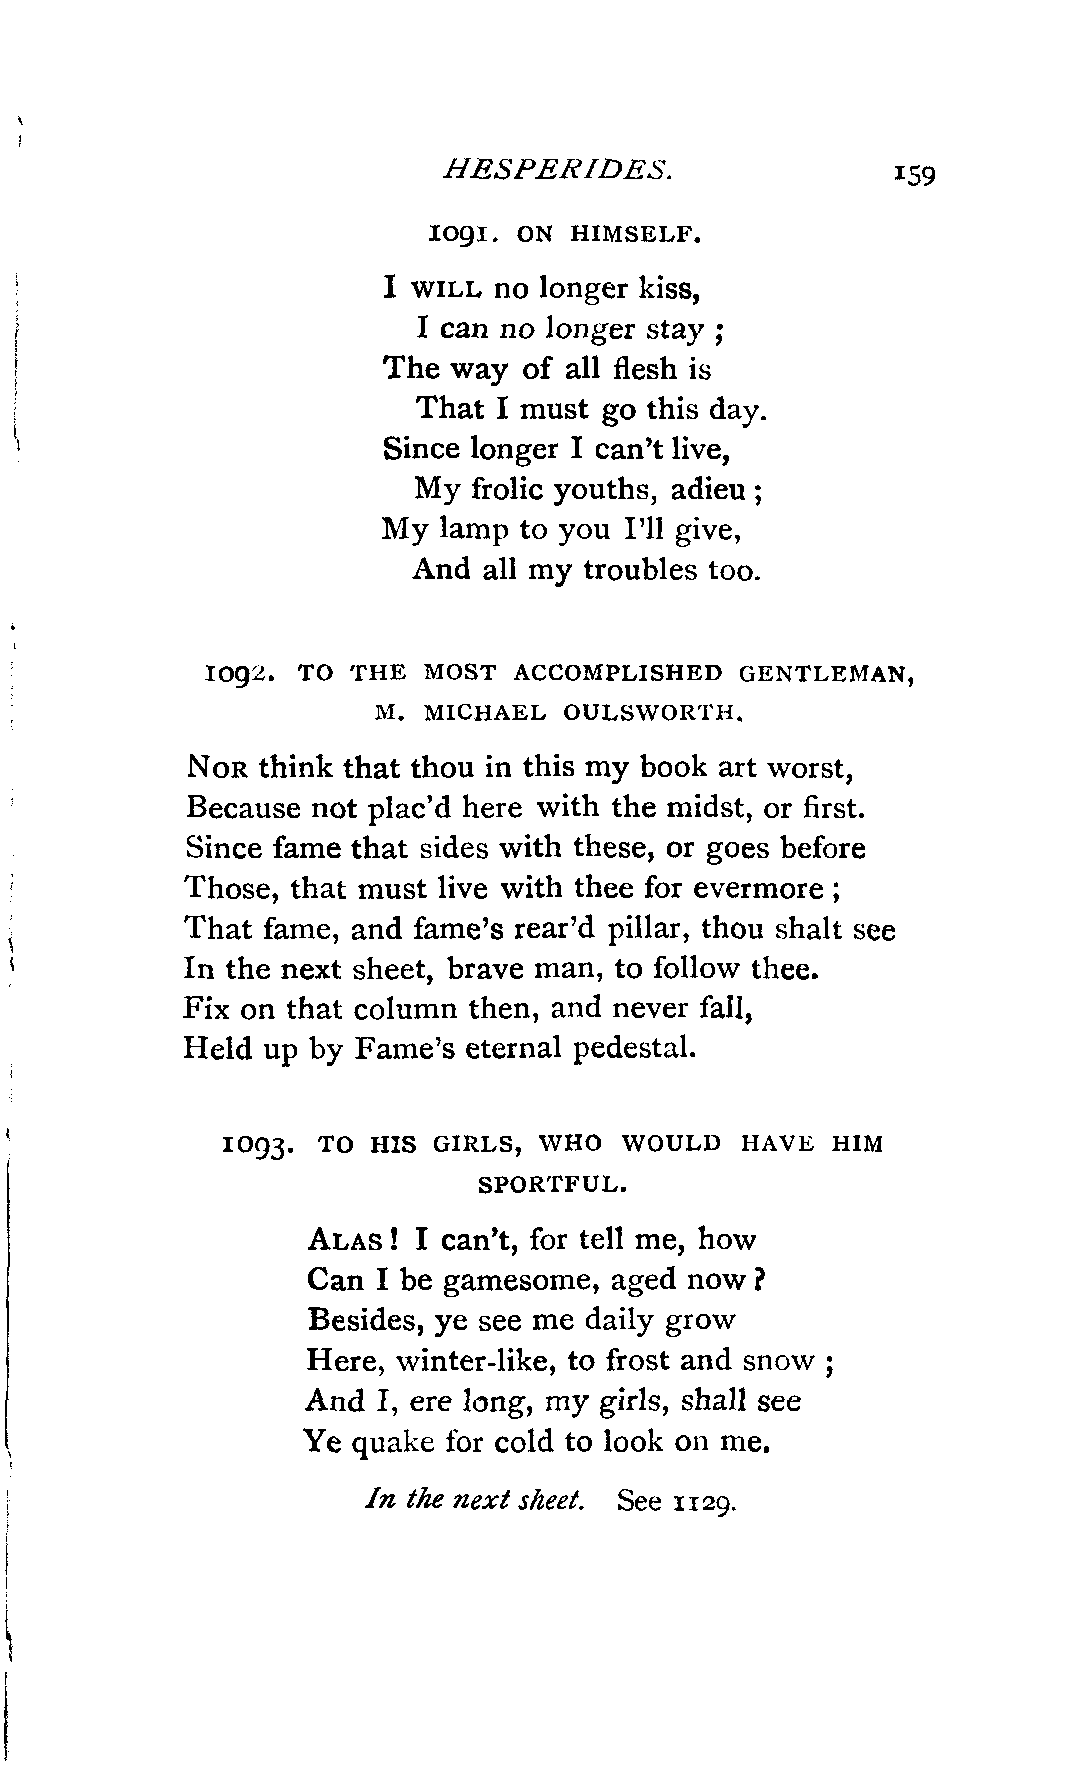 HESPERIDES. 159
1091. ON HIMSELF.
I WILL no longer kiss,
I can no longer stay ;
The way of all flesh is
That I must go this day.
Since longer I can't live,
My frolic youths, adieu ;
My lamp to you I'll give,
And all my troubles too.
1092. TO THE MOST ACCOMPLISHED GENTLEMAN,
M. MICHAEL OULSWORTH.
NOR think that thou in this my book art worst,
Because not plac'd here with the midst, or first.
Since fame that sides with these, or goes before
Those, that must live with thee for evermore ;
That fame, and fame's rear'd pillar, thou shalt see
In the next sheet, brave man, to follow thee.
Fix on that column then, and never fall,
Held up by Fame's eternal pedestal.
1093. TO HIS GIRLS, WHO WOULD HAVE HIM
SPORTFUL.
ALAS ! I can't, for tell me, how
Can I be gamesome, aged now ?
Besides, ye see me daily grow
Here, winter-like, to frost and snow ;
And I, ere long, my girls, shall see
Ye quake for cold to look on me.
In the next sheet. See 1129.